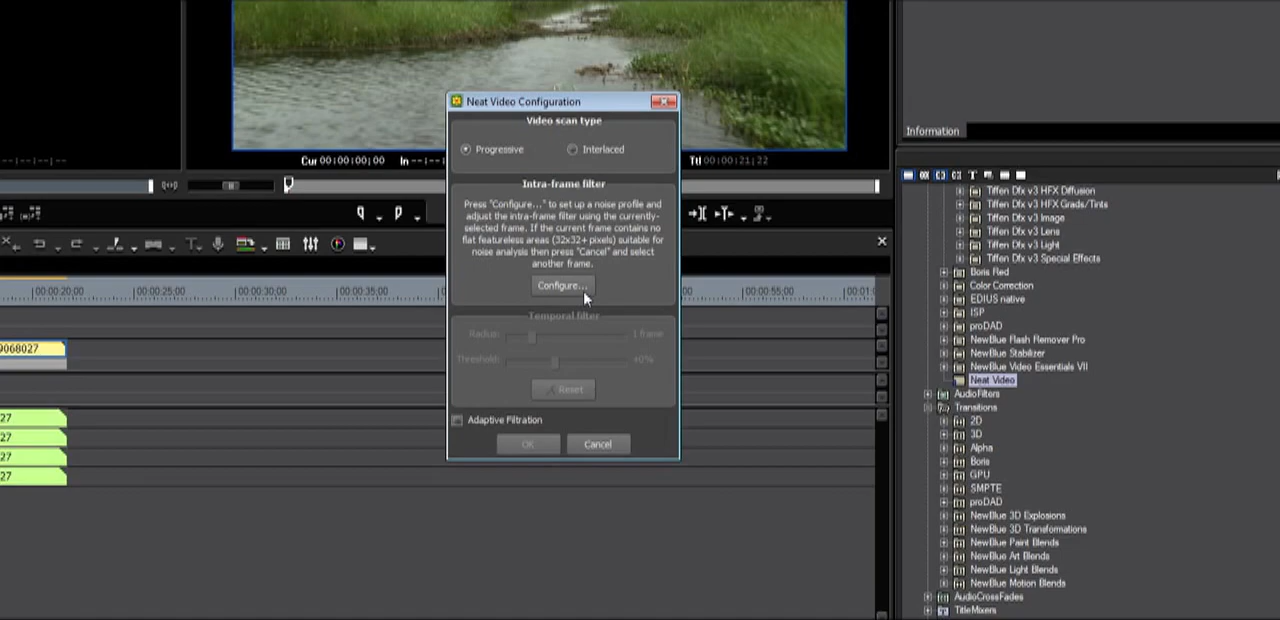 Neat Video Configuration
Video scan type
Progressive
Interlaced
Intra-frame filter
Press "Configure..." to set up a noise profile and
adjust the intra-frame filter using the currently-
selected frame. If the current frame contains no
flat featureless areas (32x32+ pixels) suitable for
noise analysis then press "Cancel" and select
another frame.
Configure...
Temporal filter
Radius:
1 frame
Threshold:
+0%
Reset
Adaptive Filtration
OK
Cancel
Cur 00:00:00;00
In --:--
Ttl 00:00:21;22
00:00:20;00
00:00:25;00
00:00:30;00
00:00:35;00
00:00:55;00
9068027
27
27
27
27
Information
Tiffen Dfx v3 HFX Diffusion
Tiffen Dfx v3 HFX Grads/Tints
Tiffen Dfx v3 Image
Tiffen Dfx v3 Lens
Tiffen Dfx v3 Light
Tiffen Dfx v3 Special Effects
Boris Red
Color Correction
EDIUS native
ISP
proDAD
NewBlue Flash Remover Pro
NewBlue Stabilizer
NewBlue Video Essentials VII
Neat Video
AudioFilters
Transitions
2D
3D
Alpha
Boris
GPU
SMPTE
proDAD
NewBlue 3D Explosions
NewBlue 3D Transformations
NewBlue Paint Blends
NewBlue Art Blends
NewBlue Light Blends
NewBlue Motion Blends
AudioCrossFades
TitleMixers